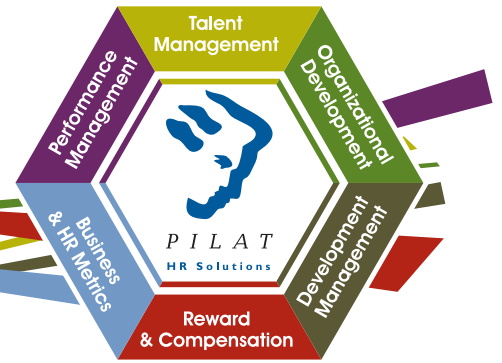 Talent
Management
Organizational
Development
Development
Management
Reward
& Compensation
Business
& HR Metrics
Performance
Management
PILAT
HR Solutions